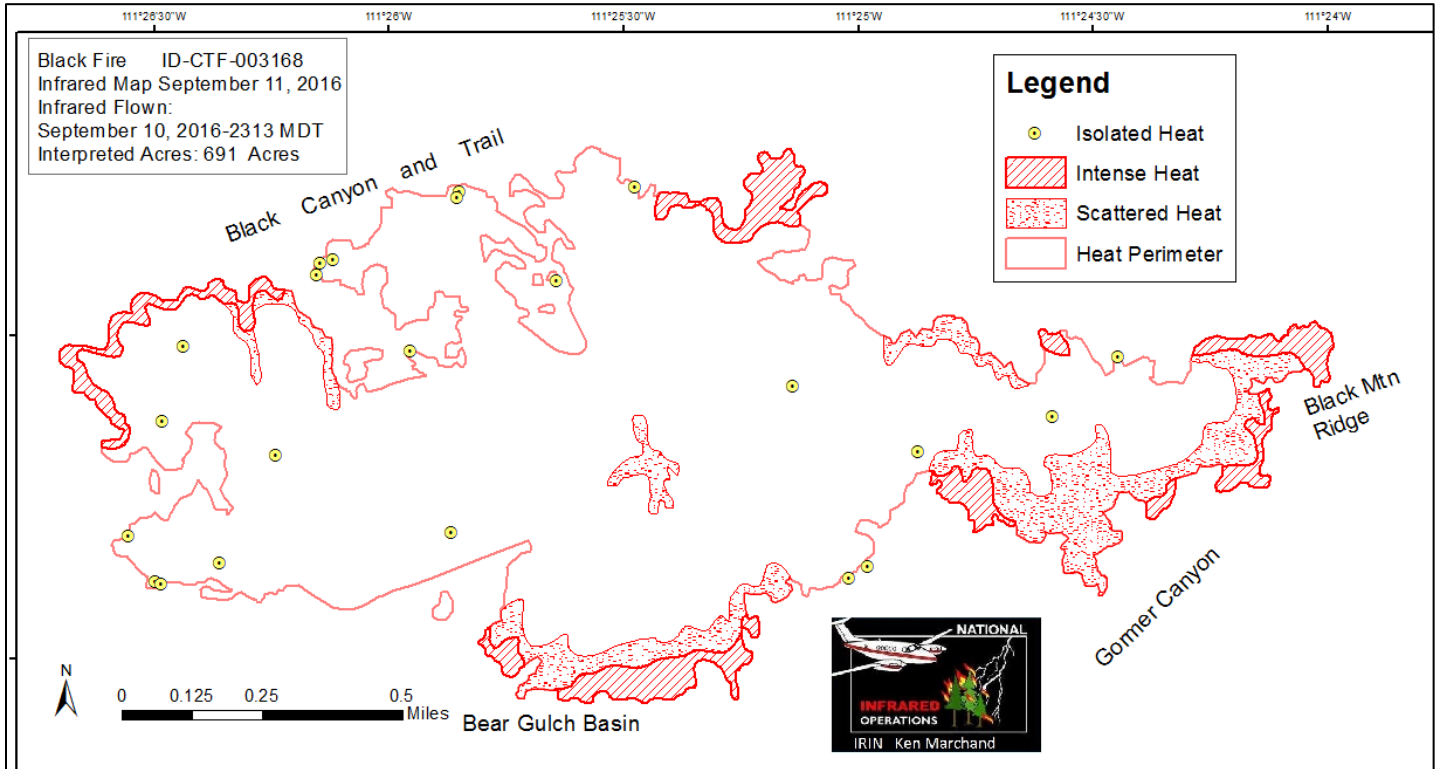 111°26'30"W 111°26'W 111°25'30"W 111°25'W 111°24'30"W 111°24'W
Black Fire ID-CTF-003168
Infrared Map September 11, 2016
Infrared Flown:
September 10, 2016-2313 MDT
Interpreted Acres: 691 Acres
Legend
Isolated Heat
Intense Heat
Scattered Heat
Heat Perimeter
Black Canyon and Trail
Black Mtn
Ridge
Gormer Canyon
Bear Gulch Basin
N
0 0.125 0.25 0.5
Miles
NATIONAL
INFRARED
OPERATIONS
IRIN Ken Marchand